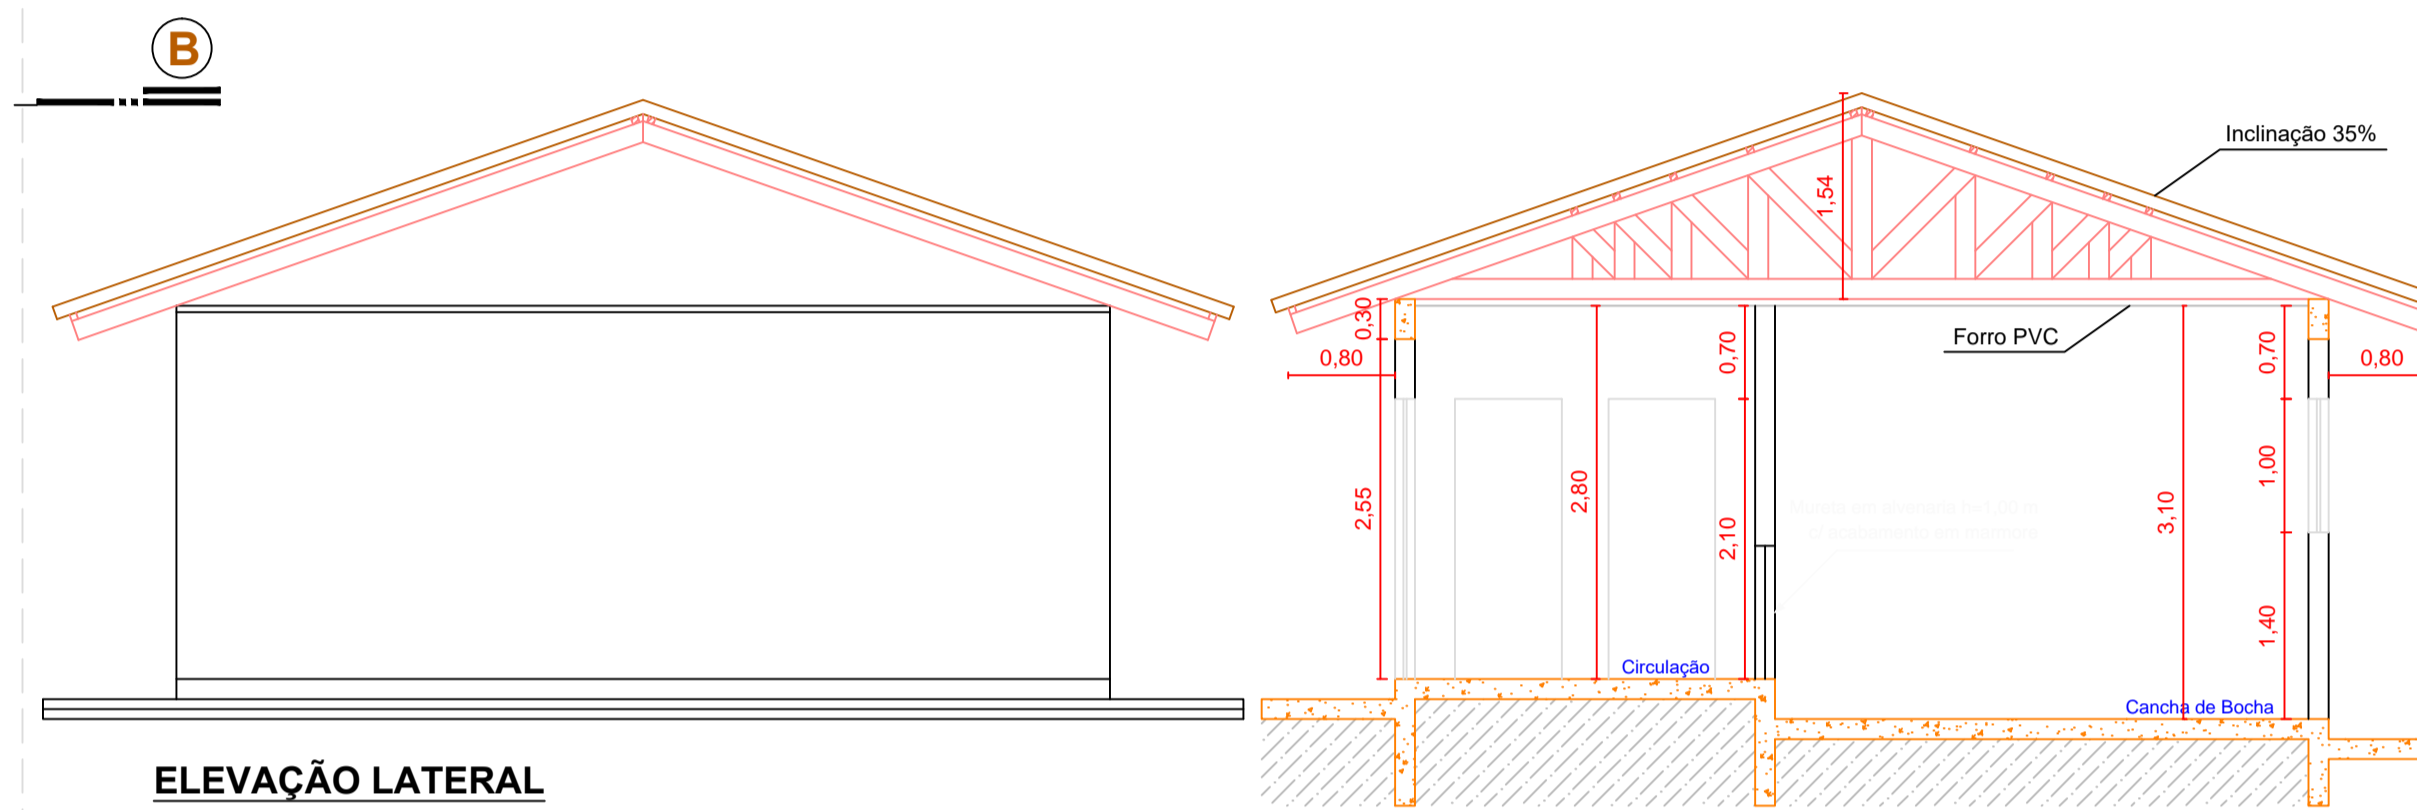 B
Inclinação 35%
1,54
0,30
0,80
0,70
Forro PVC
0,70
0,80
2,55
2,80
2,10
3,10
1,00
1,40
Circulação
Cancha de Bocha
ELEVAÇÃO LATERAL